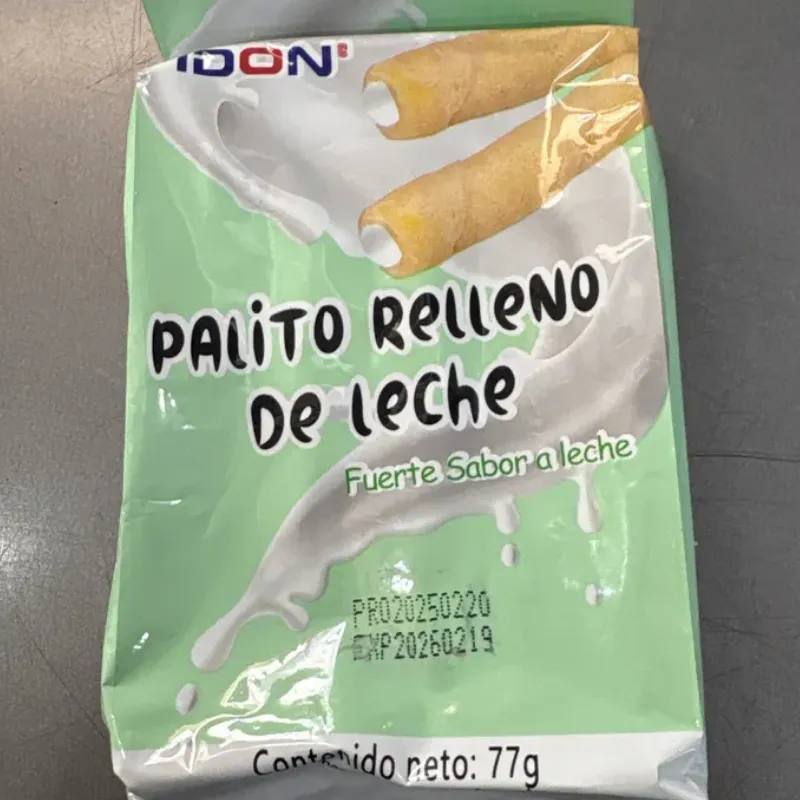 IDON
PALiTO RelleNO
De leche
Fuerte Sabor a leche
PRO20250220
EXP20260219
Contenido neto: 77g